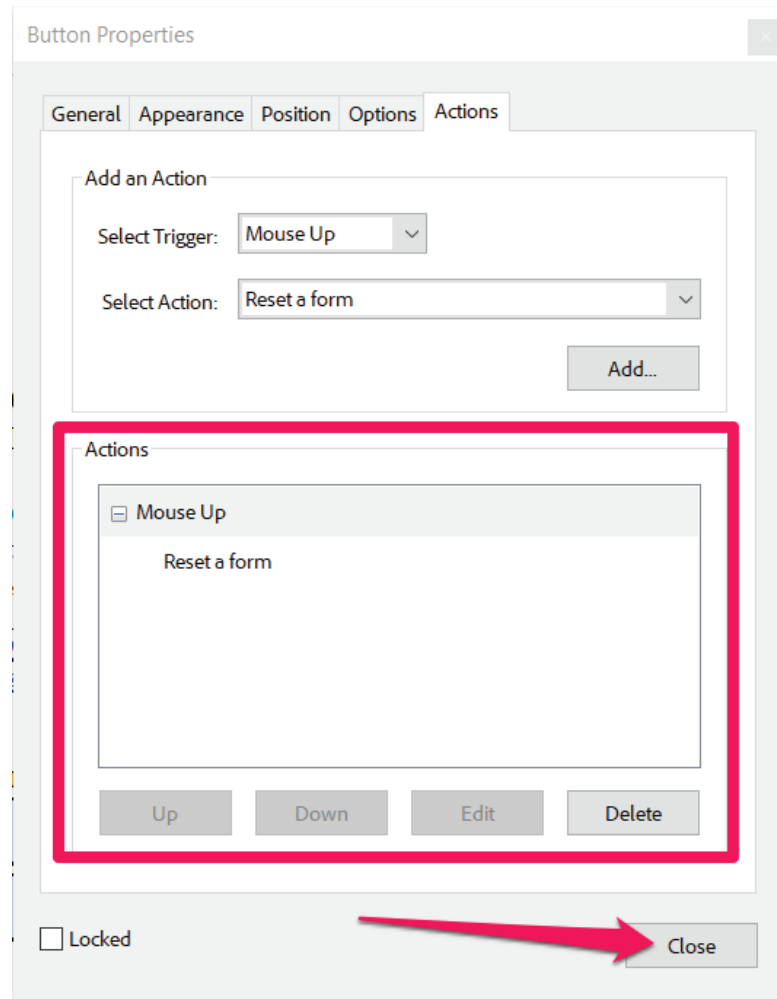 Button Properties
General Appearance Position Options Actions
Add an Action
Select Trigger: Mouse Up
Select Action: Reset a form
Add...
Actions
Mouse Up
Reset a form
Up Down Edit Delete
Locked Close